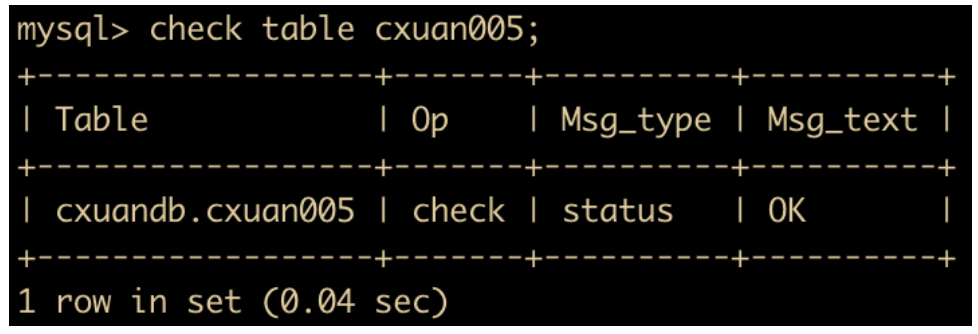 mysql> check table cxuan005;
+------------------+-------+----------+----------+
| Table            | Op    | Msg_type | Msg_text |
+------------------+-------+----------+----------+
| cxuandb.cxuan005 | check | status   | OK       |
+------------------+-------+----------+----------+
1 row in set (0.04 sec)